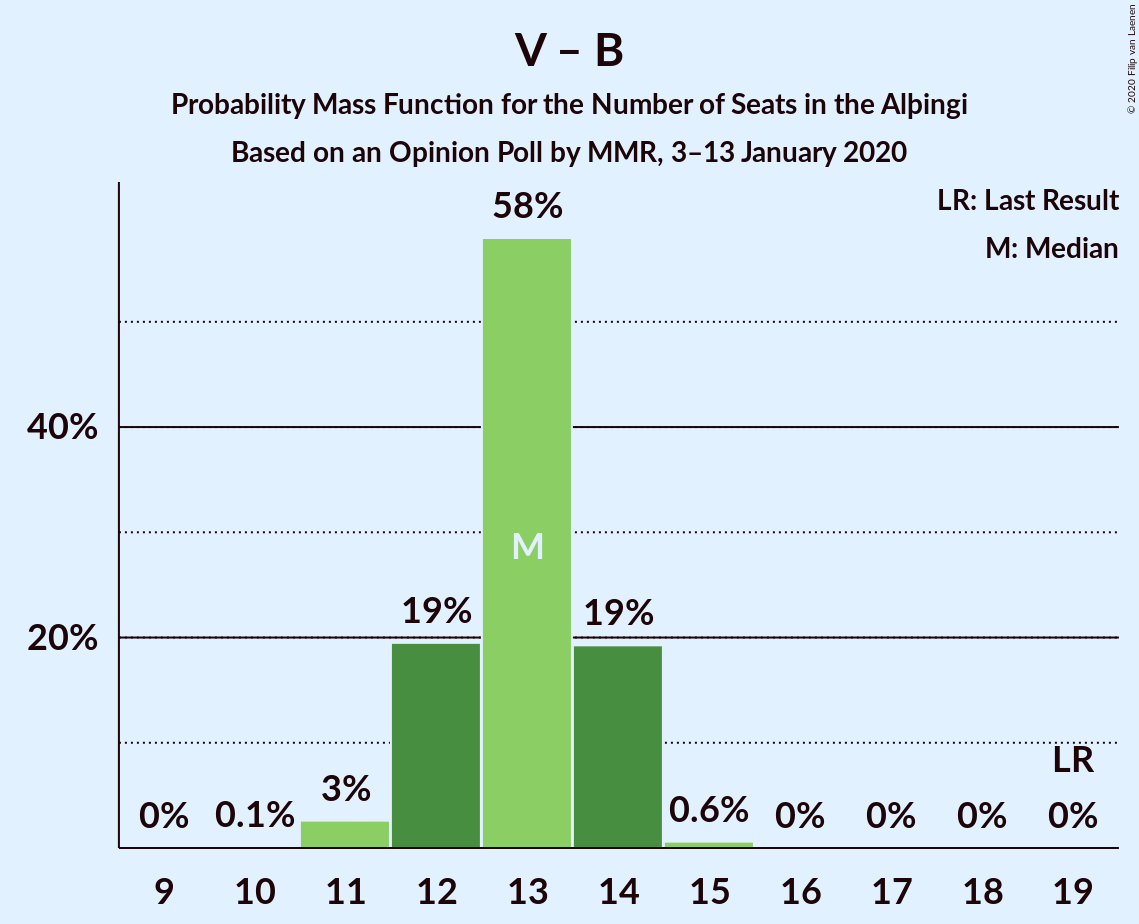 V – B
Probability Mass Function for the Number of Seats in the Alþingi
Based on an Opinion Poll by MMR, 3–13 January 2020
© 2020 Filip van Laenen
LR: Last Result
M: Median
58%
40%
M
19%
19%
20%
LR
3%
0%
0.1%
0.6%
0%
0%
0%
0%
9 10 11 12 13 14 15 16 17 18 19